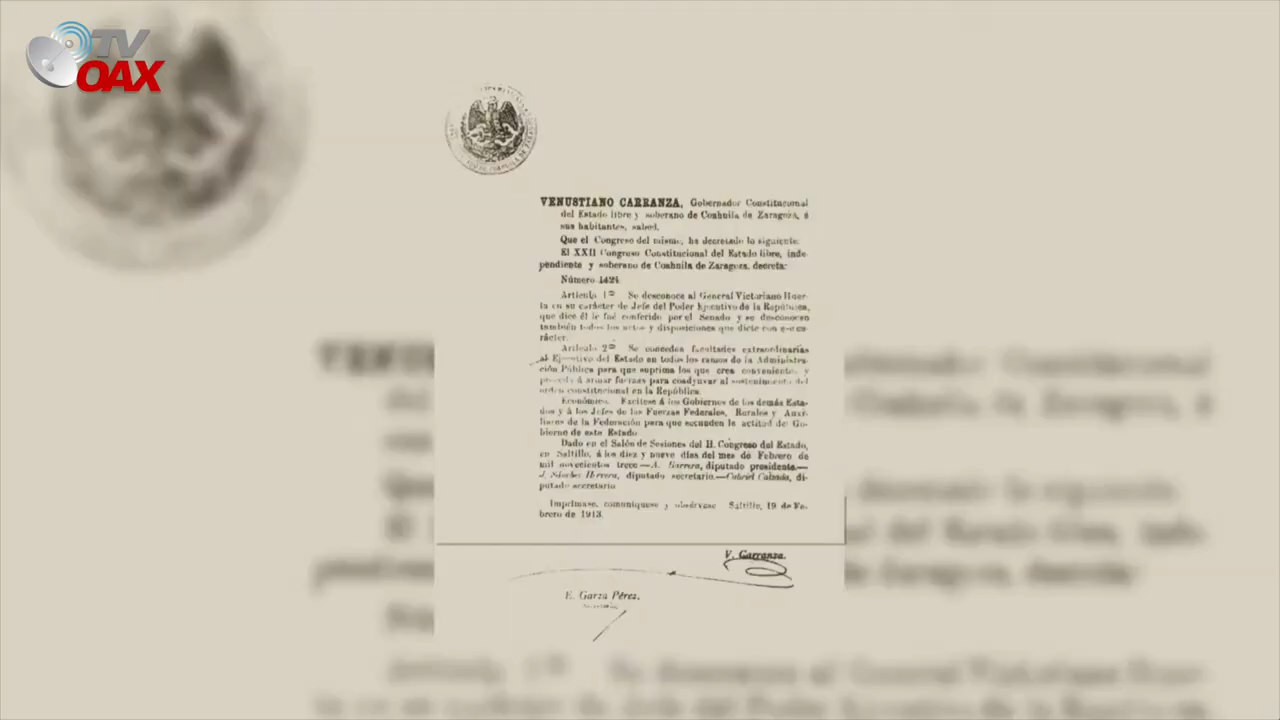 TV
OAX
VENUSTIANO CARRANZA, Gobernador Constitucional
del Estado libre y soberano de Coahuila de Zaragoza, á
sus habitantes, sabed.
Que el Congreso del mismo, ha decretado lo siguiente:
El XXII Congreso Constitucional del Estado libre, inde-
pendiente y soberano de Coahuila de Zaragoza, decreta:
Número 1421
Artículo 1º Se desconoce al General Victoriano Huer-
ta en su carácter de Jefe del Poder Ejecutivo de la República,
que dice él le fué conferido por el Senado y se desconocen
también todos los actos y disposiciones que dicte con ese ca-
rácter.
Artículo 2º Se conceden facultades extraordinarias
al Ejecutivo del Estado en todos los ramos de la Administra-
ción Pública para que suprima los que crea convenientes y
proceda á armar fuerzas para coadyuvar al sostenimiento del
orden constitucional en la República.
Económico. Excítese á los Gobiernos de los demás Esta-
dos y á los Jefes de las Fuerzas Federales, Rurales y Auxi-
liares de la Federación para que secunden la actitud de Go-
bierno de este Estado
Dado en el Salón de Sesiones del H. Congreso del Estado,
en Saltillo, á los diez y nueve días del mes de Febrero de
mil novecientos trece—A. Barrera, diputado presidente.—
J. Sánchez Herrera, diputado secretario.—Gabriel Calzada, di-
putado secretario
Imprímase, comuníquese y obsérvese Saltillo, 19 de Fe-
brero de 1913.
V. Carranza.
E. Garza Pérez.